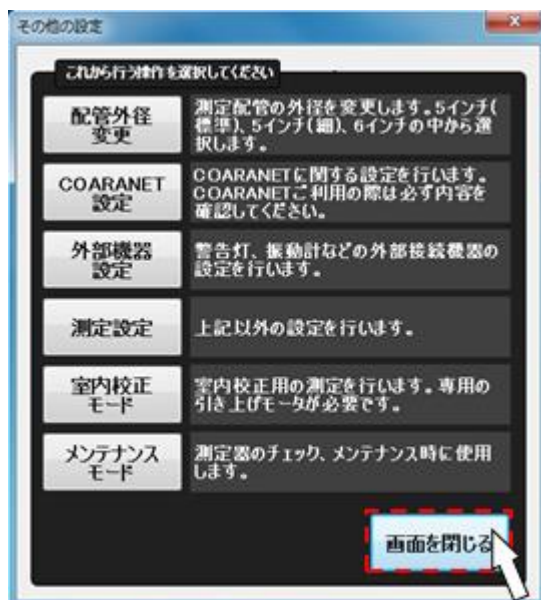 その他の設定
これから行う操作を選択してください
配管外径
変更
測定配管の外径を変更します。5インチ(
標準)、5インチ(細)、6インチの中から選
択します。
COARANET
設定
COARANETに関する設定を行います。
COARANETご利用の際は必ず内容を
確認してください。
外部機器
設定
警告灯、振動計などの外部接続機器の
設定を行います。
測定設定
上記以外の設定を行います。
室内校正
モード
室内校正用の測定を行います。専用の
引き上げモータが必要です。
メンテナンス
モード
測定器のチェック、メンテナンス時に使用
します。
画面を閉じる